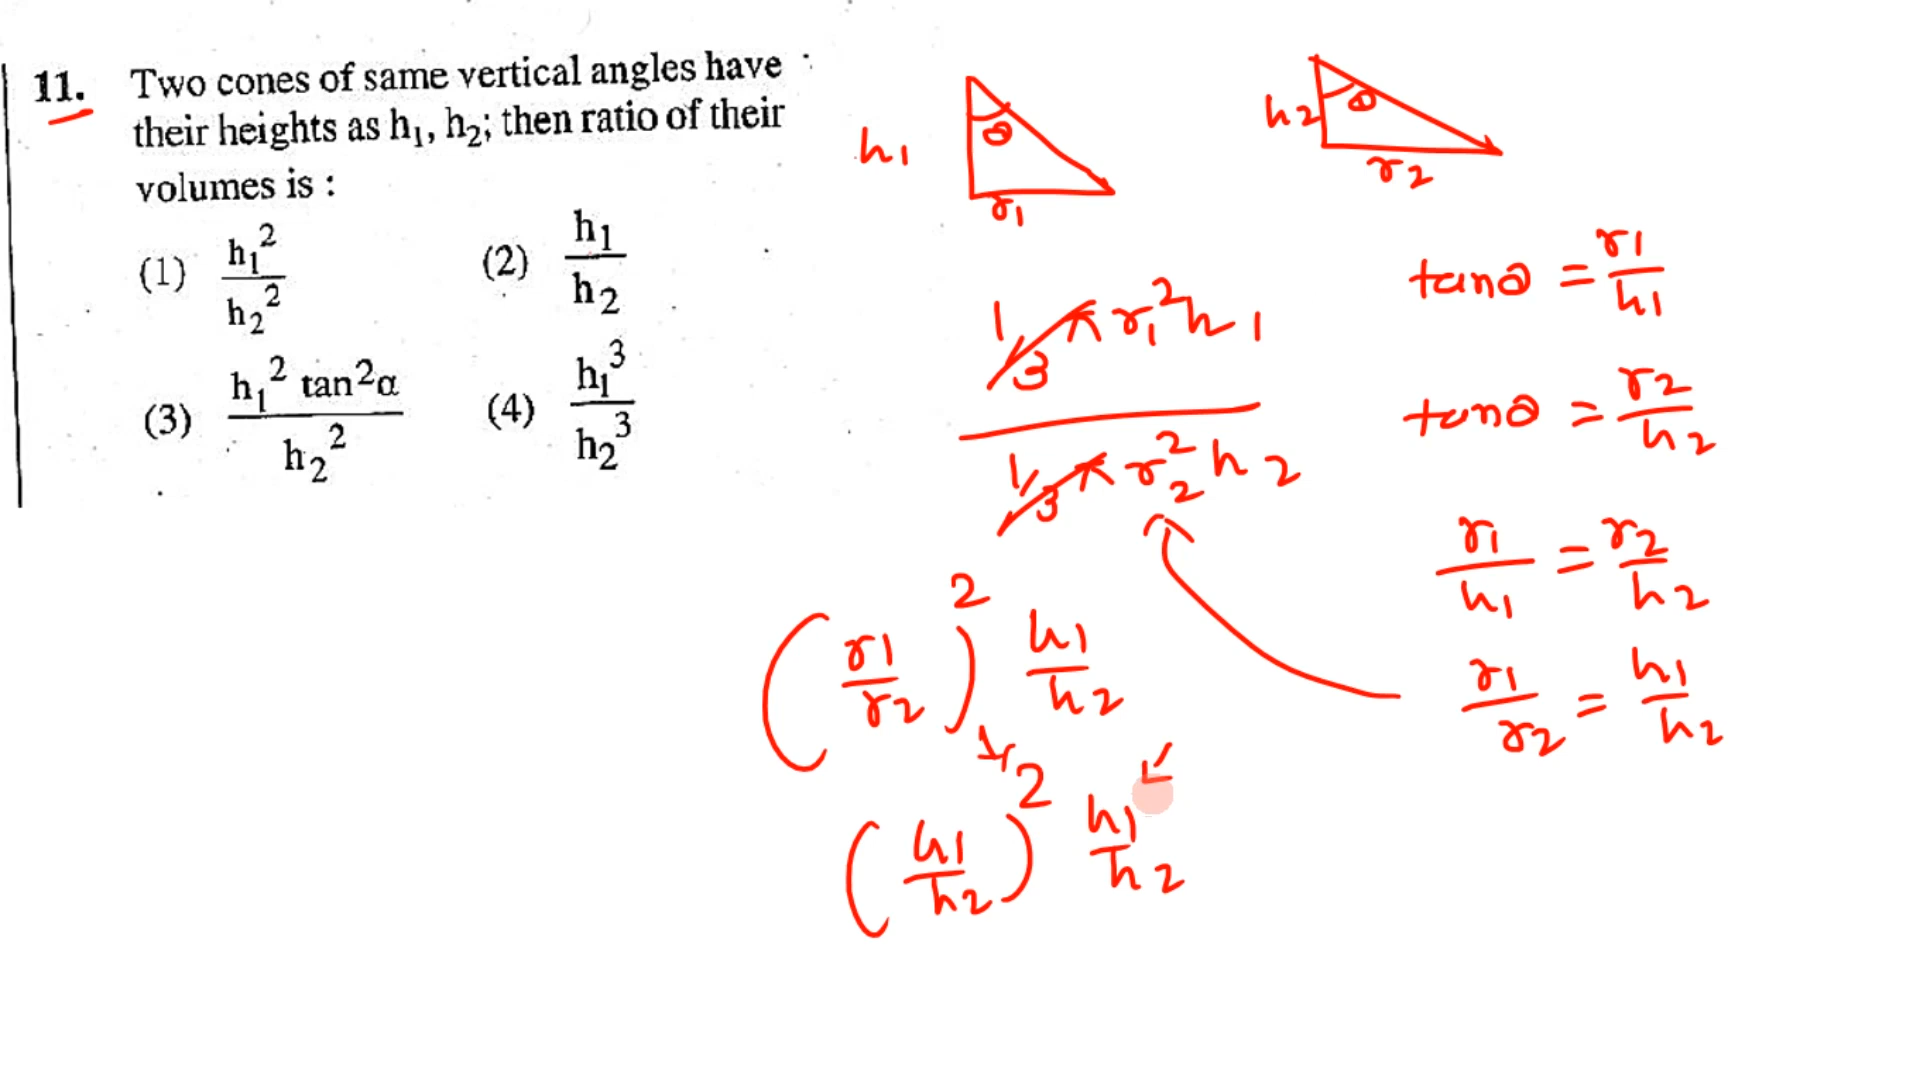 11. Two cones of same vertical angles have
their heights as h₁, h₂; then ratio of their
volumes is :
(1) h₁²/h₂² (2) h₁/h₂
(3) h₁² tan²α/h₂² (4) h₁³/h₂³
h₁ θ r₁
h₂ θ r₂
1/3 π r₁² h₁
1/3 π r₂² h₂
(r₁/r₂)² h₁/h₂
(h₁/h₂)² h₁/h₂
tanθ = r₁/h₁
tanθ = r₂/h₂
r₁/h₁ = r₂/h₂
r₁/r₂ = h₁/h₂